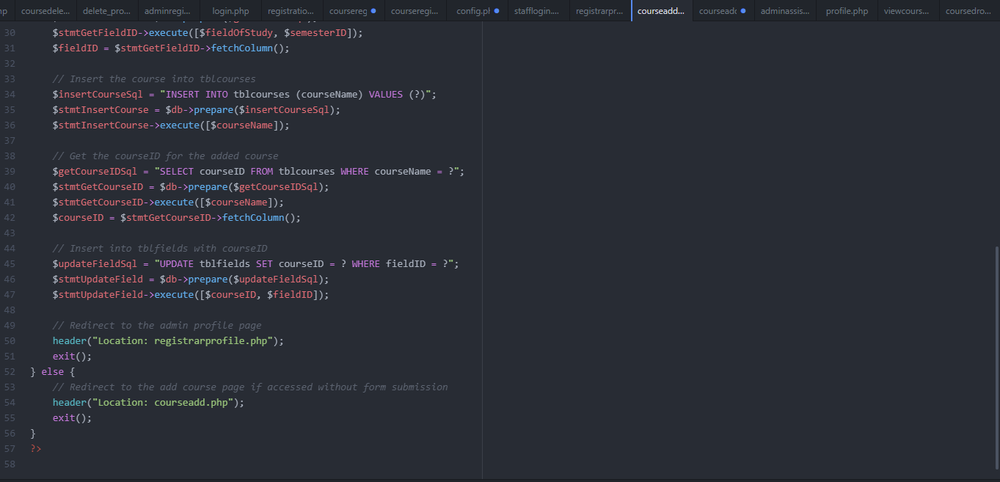 np coursedele... delete_pro... adminregi... login.php registratio... coursereg courseregi... config.pl stafflogin.... registrarpr... courseadd... courseadc adminassis... profile.php viewcours... coursedro...
30 $stmtGetFieldID->execute([$fieldOfStudy, $semesterID]);
31 $fieldID = $stmtGetFieldID->fetchColumn();
32
33 // Insert the course into tblcourses
34 $insertCourseSql = "INSERT INTO tblcourses (courseName) VALUES (?)";
35 $stmtInsertCourse = $db->prepare($insertCourseSql);
36 $stmtInsertCourse->execute([$courseName]);
37
38 // Get the courseID for the added course
39 $getCourseIDSql = "SELECT courseID FROM tblcourses WHERE courseName = ?";
40 $stmtGetCourseID = $db->prepare($getCourseIDSql);
41 $stmtGetCourseID->execute([$courseName]);
42 $courseID = $stmtGetCourseID->fetchColumn();
43
44 // Insert into tblfields with courseID
45 $updateFieldSql = "UPDATE tblfields SET courseID = ? WHERE fieldID = ?";
46 $stmtUpdateField = $db->prepare($updateFieldSql);
47 $stmtUpdateField->execute([$courseID, $fieldID]);
48
49 // Redirect to the admin profile page
50 header("Location: registrarprofile.php");
51 exit();
52 } else {
53 // Redirect to the add course page if accessed without form submission
54 header("Location: courseadd.php");
55 exit();
56 }
57 ?>
58